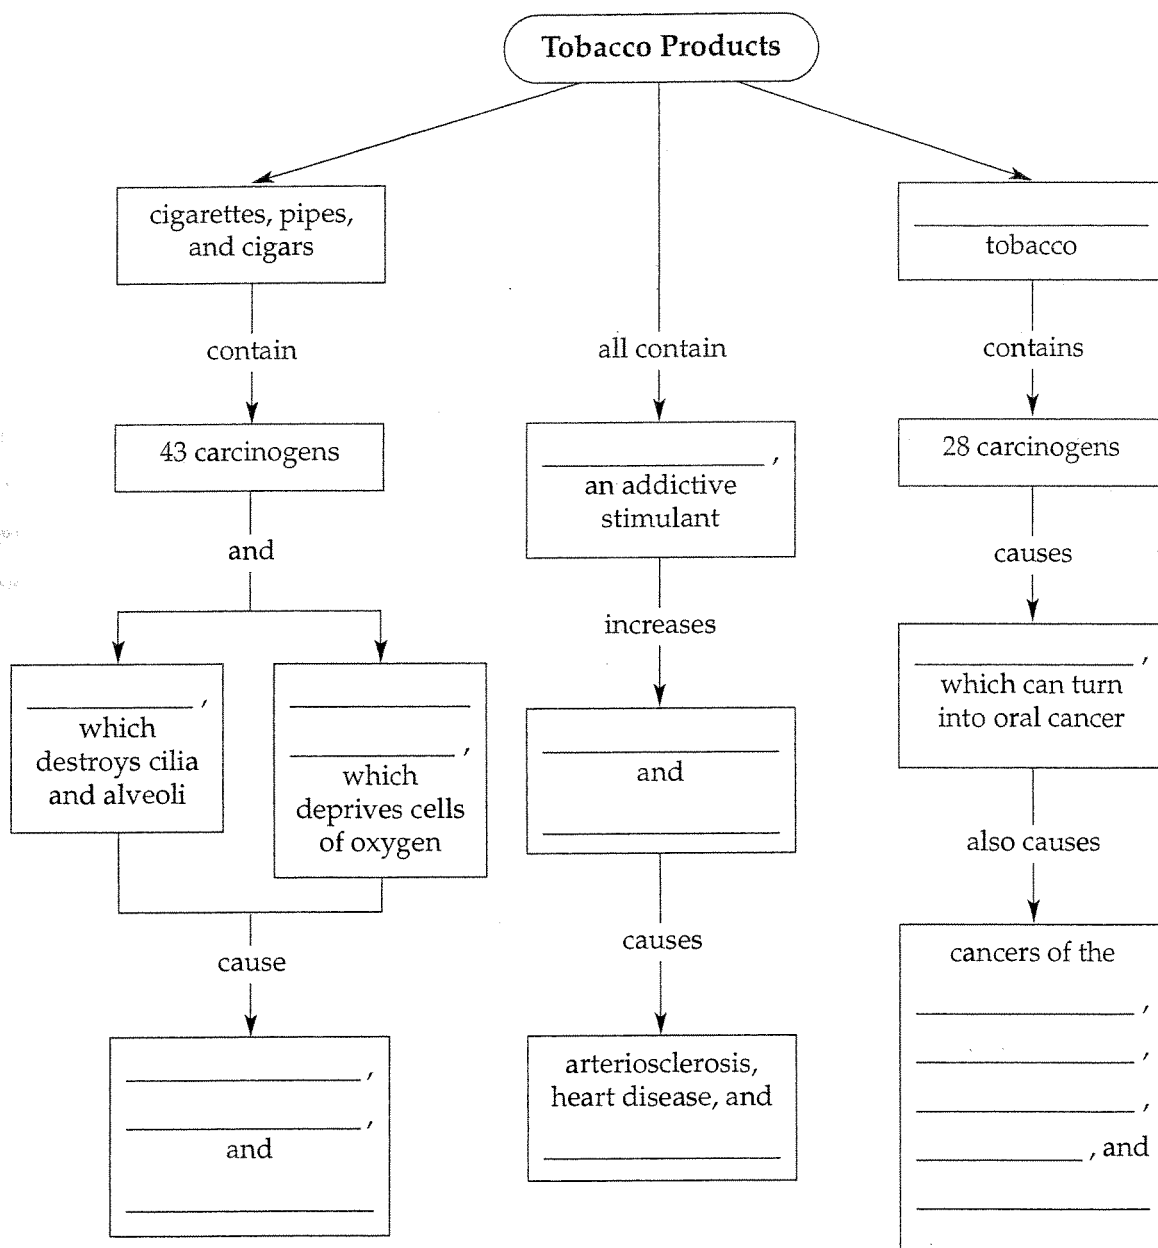 Tobacco Products
cigarettes, pipes,
and cigars
tobacco
contain
all contain
contains
43 carcinogens
,
an addictive
stimulant
28 carcinogens
and
increases
causes
,
which
destroys cilia
and alveoli
,
which
deprives cells
of oxygen
and
,
which can turn
into oral cancer
cause
causes
also causes
,
,
and
arteriosclerosis,
heart disease, and
cancers of the
,
,
,
, and